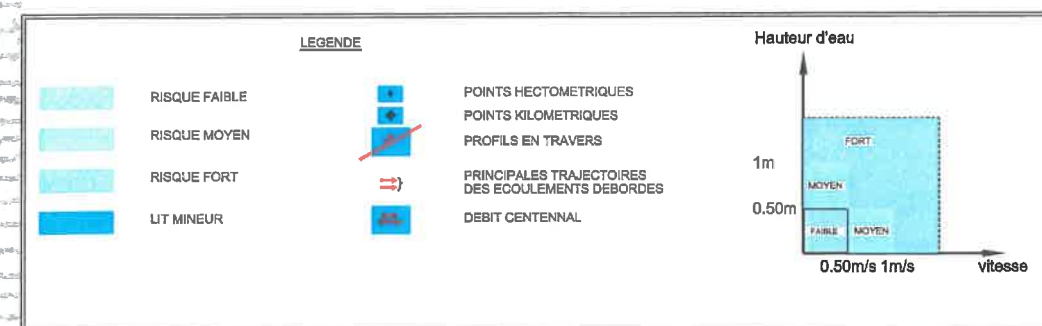 LEGENDE
RISQUE FAIBLE
RISQUE MOYEN
RISQUE FORT
LIT MINEUR
POINTS HECTOMETRIQUES
POINTS KILOMETRIQUES
PROFILS EN TRAVERS
PRINCIPALES TRAJECTOIRES
DES ECOULEMENTS DEBORDES
DEBIT CENTENNAL
Hauteur d'eau
FORT
1m
MOYEN
0.50m
FAIBLE MOYEN
0.50m/s 1m/s vitesse